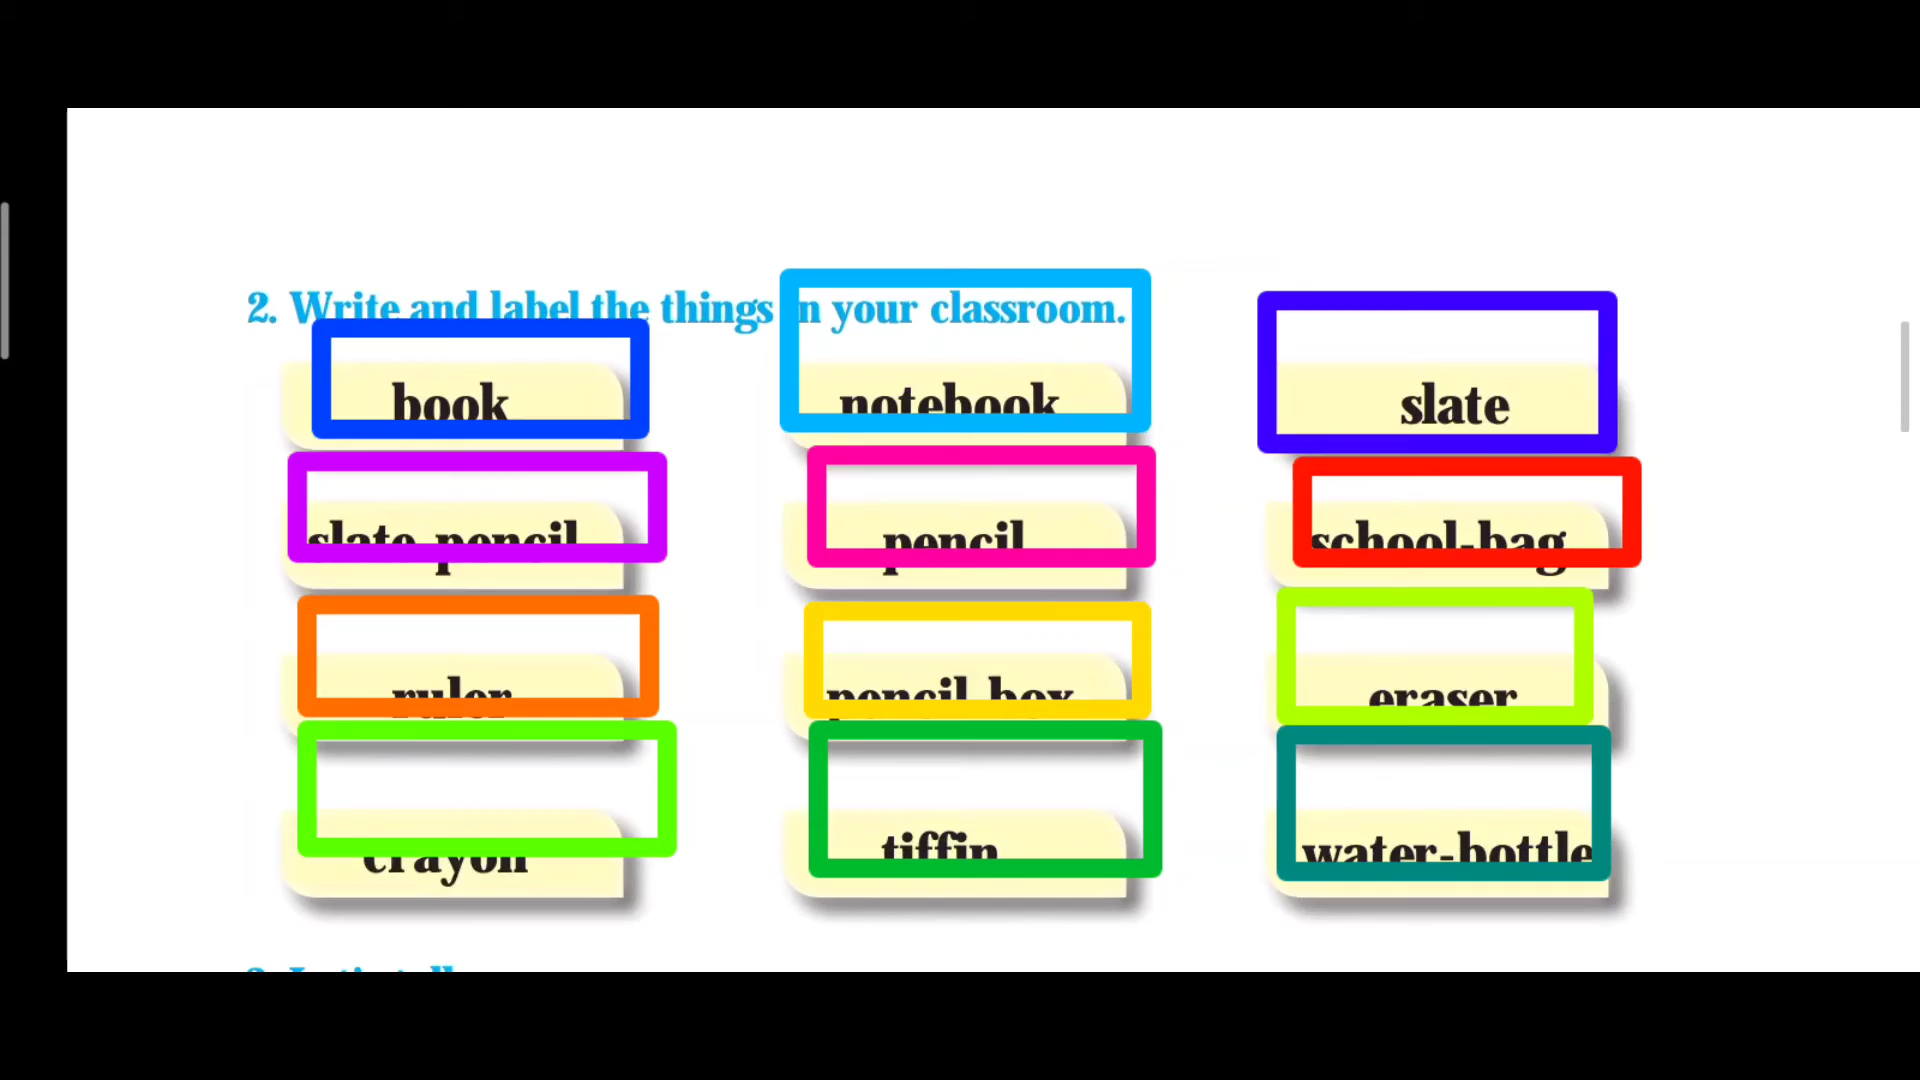 2. Write and label the things in your classroom.
book notebook slate
slate-pencil pencil school-bag
ruler pencil-box eraser
crayon tiffin water-bottle